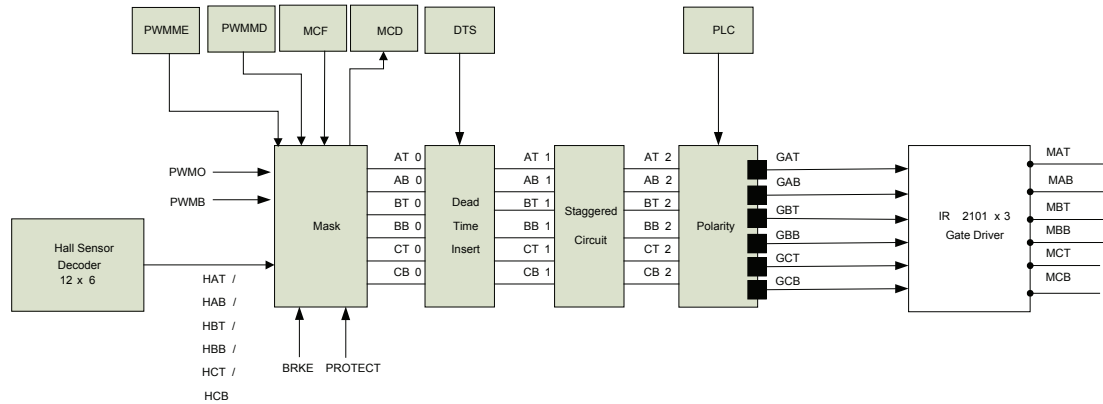 PWMME
PWMMD
MCF
MCD
DTS
PLC
PWMO
PWMB
Hall Sensor
Decoder
12 x 6
HAT /
HAB /
HBT /
HBB /
HCT /
HCB
Mask
BRKE
PROTECT
AT 0
AB 0
BT 0
BB 0
CT 0
CB 0
Dead
Time
Insert
AT 1
AB 1
BT 1
BB 1
CT 1
CB 1
Staggered
Circuit
AT 2
AB 2
BT 2
BB 2
CT 2
CB 2
Polarity
GAT
GAB
GBT
GBB
GCT
GCB
IR 2101 x 3
Gate Driver
MAT
MAB
MBT
MBB
MCT
MCB